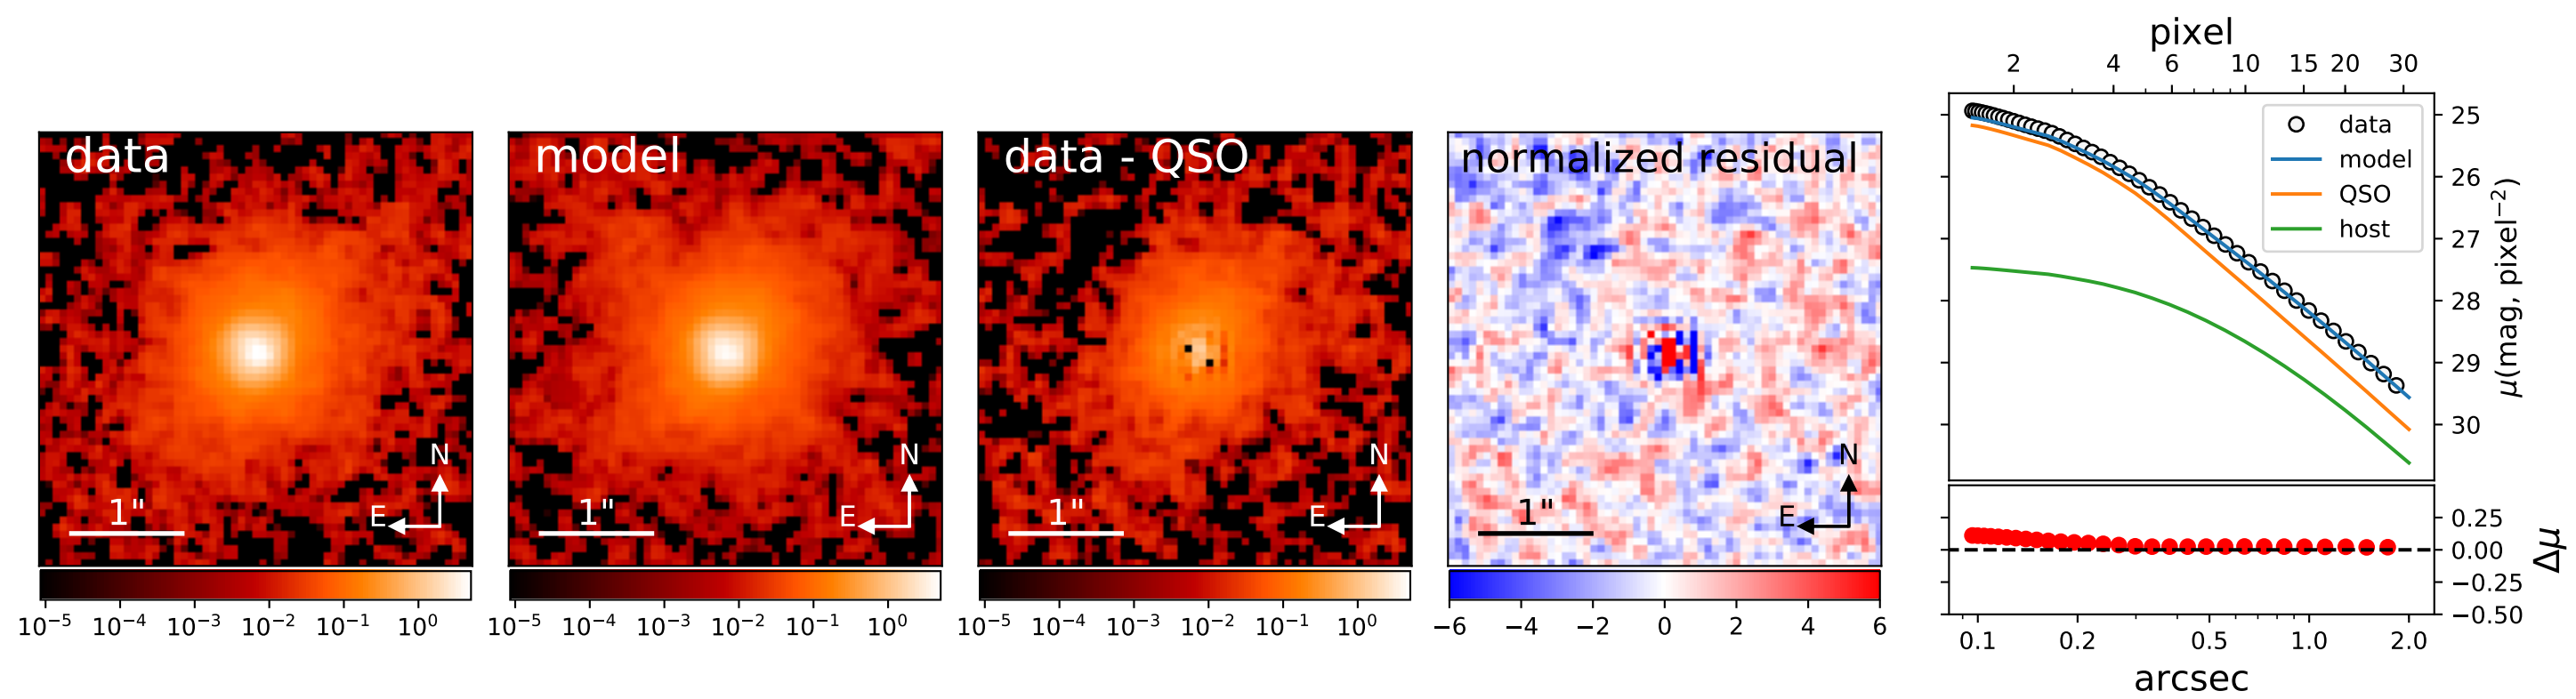 data
1"
N
E
10⁻⁵ 10⁻⁴ 10⁻³ 10⁻² 10⁻¹ 10⁰
model
1"
N
E
10⁻⁵ 10⁻⁴ 10⁻³ 10⁻² 10⁻¹ 10⁰
data - QSO
1"
N
E
10⁻⁵ 10⁻⁴ 10⁻³ 10⁻² 10⁻¹ 10⁰
normalized residual
1"
N
E
−6 −4 −2 0 2 4 6
pixel
2 4 6 10 15 20 30
data
model
QSO
host
25
26
27
28
29
30
μ(mag, pixel⁻²)
0.25
0.00
−0.25
−0.50
Δμ
0.1 0.2 0.5 1.0 2.0
arcsec